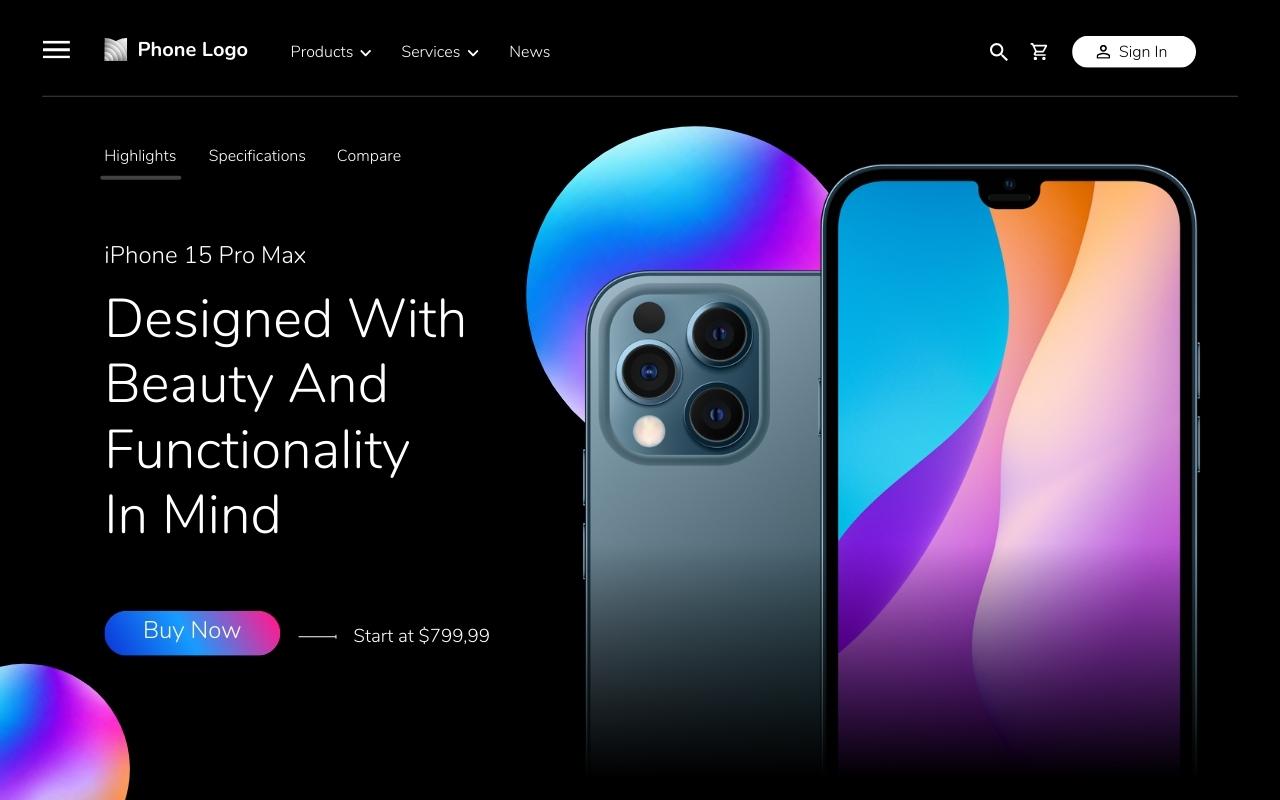 Phone Logo
Products
Services
News
Sign In
Highlights
Specifications
Compare
iPhone 15 Pro Max
Designed With
Beauty And
Functionality
In Mind
Buy Now
Start at $799,99